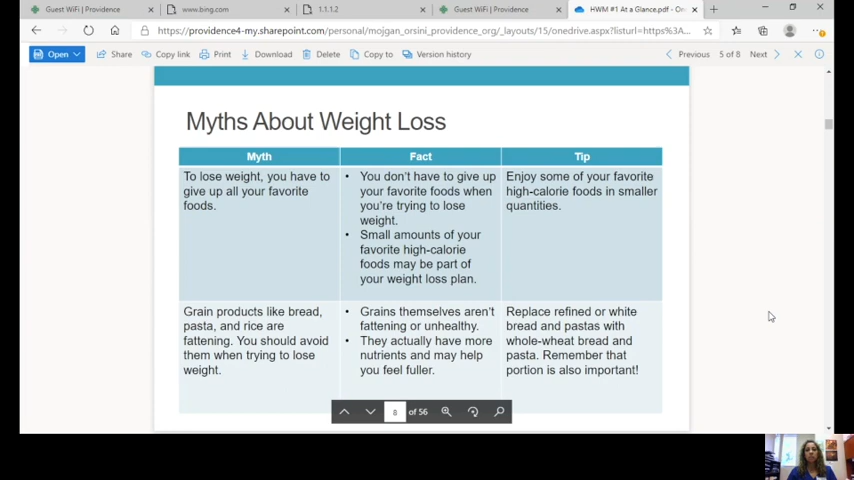 Guest WiFi | Providence
www.bing.com
1.1.1.2
Guest WiFi | Providence
HWM #1 At a Glance.pdf - One
https://providence4-my.sharepoint.com/personal/mojgan_orsini_providence_org/_layouts/15/onedrive.aspx?listurl=https%3A...
Open
Share
Copy link
Print
Download
Delete
Copy to
Version history
Previous
5 of 8
Next
Myths About Weight Loss
Myth
Fact
Tip
To lose weight, you have to
give up all your favorite
foods.
• You don't have to give up
your favorite foods when
you're trying to lose
weight.
• Small amounts of your
favorite high-calorie
foods may be part of
your weight loss plan.
Enjoy some of your favorite
high-calorie foods in smaller
quantities.
Grain products like bread,
pasta, and rice are
fattening. You should avoid
them when trying to lose
weight.
• Grains themselves aren't
fattening or unhealthy.
• They actually have more
nutrients and may help
you feel fuller.
Replace refined or white
bread and pastas with
whole-wheat bread and
pasta. Remember that
portion is also important!
8 of 56